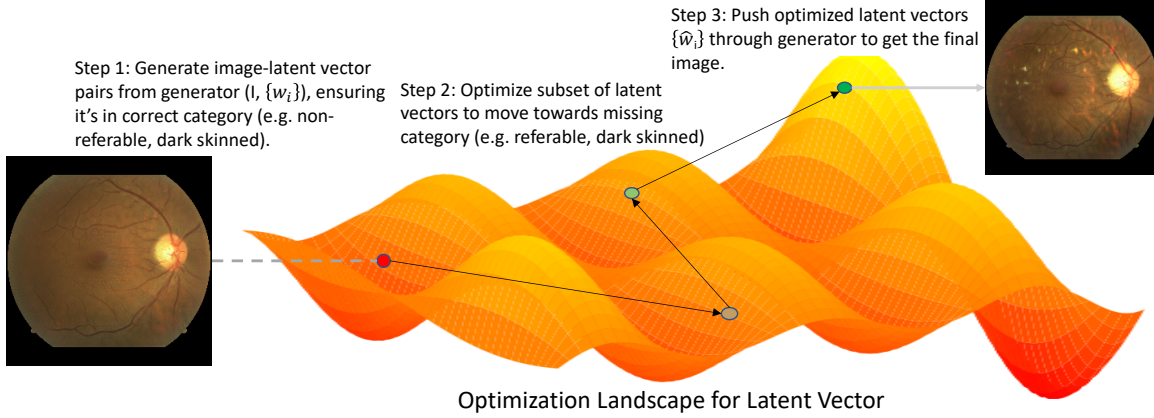 Step 1: Generate image-latent vector
pairs from generator (I, {wᵢ}), ensuring
it's in correct category (e.g. non-
referable, dark skinned).
Step 2: Optimize subset of latent
vectors to move towards missing
category (e.g. referable, dark skinned)
Step 3: Push optimized latent vectors
{ŵᵢ} through generator to get the final
image.
Optimization Landscape for Latent Vector